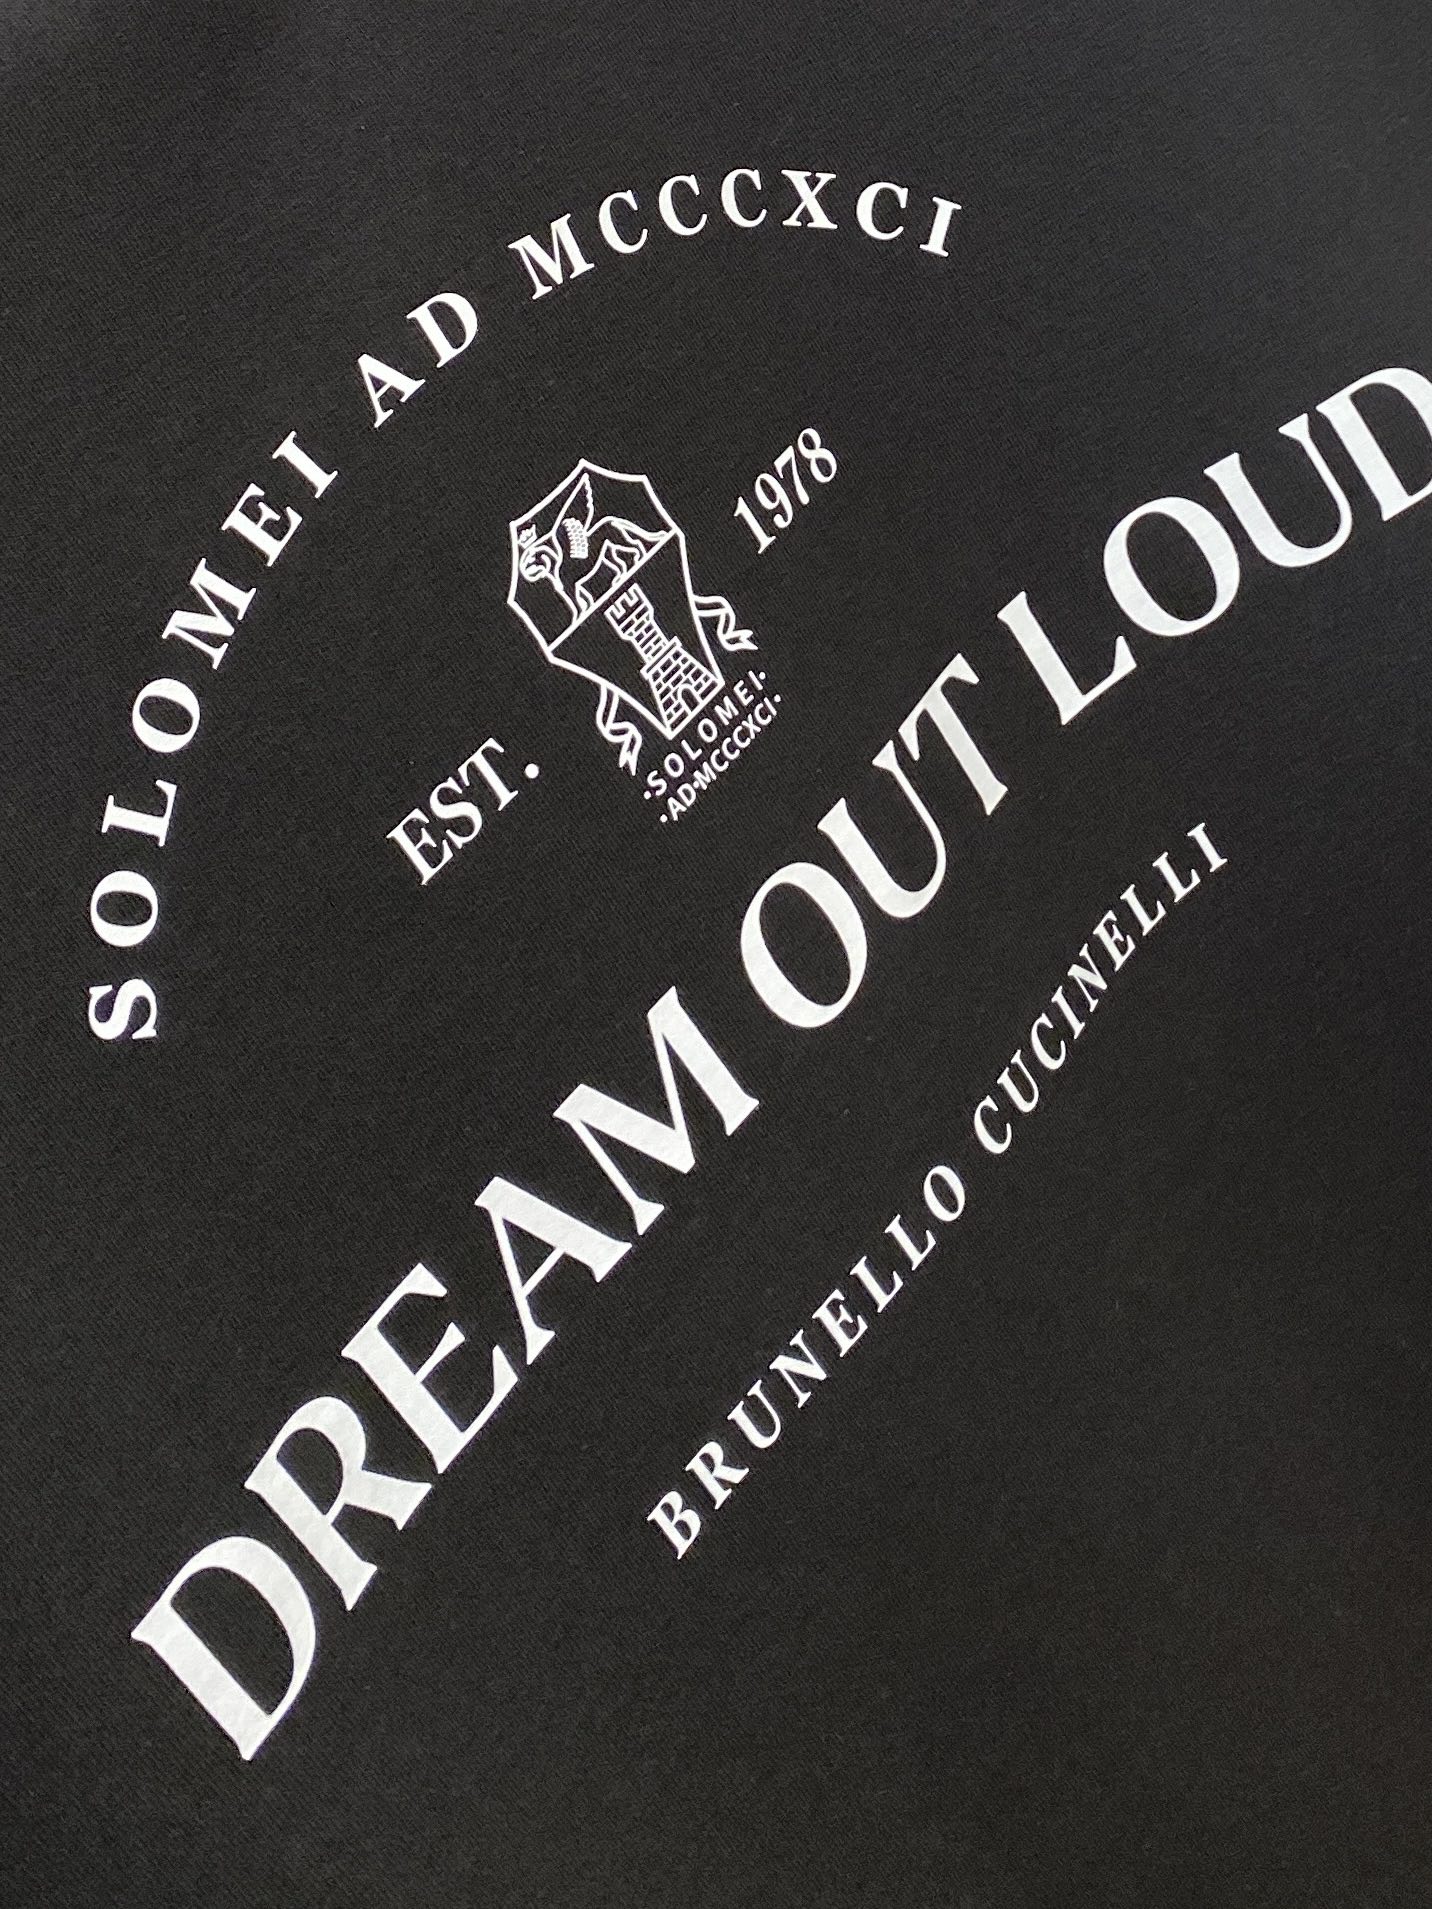 SOLOMEI AD MCCCXCI
EST. 1978
·SOLOMEI·
·AD·MCCCXCI·
DREAM OUT LOUD
BRUNELLO CUCINELLI